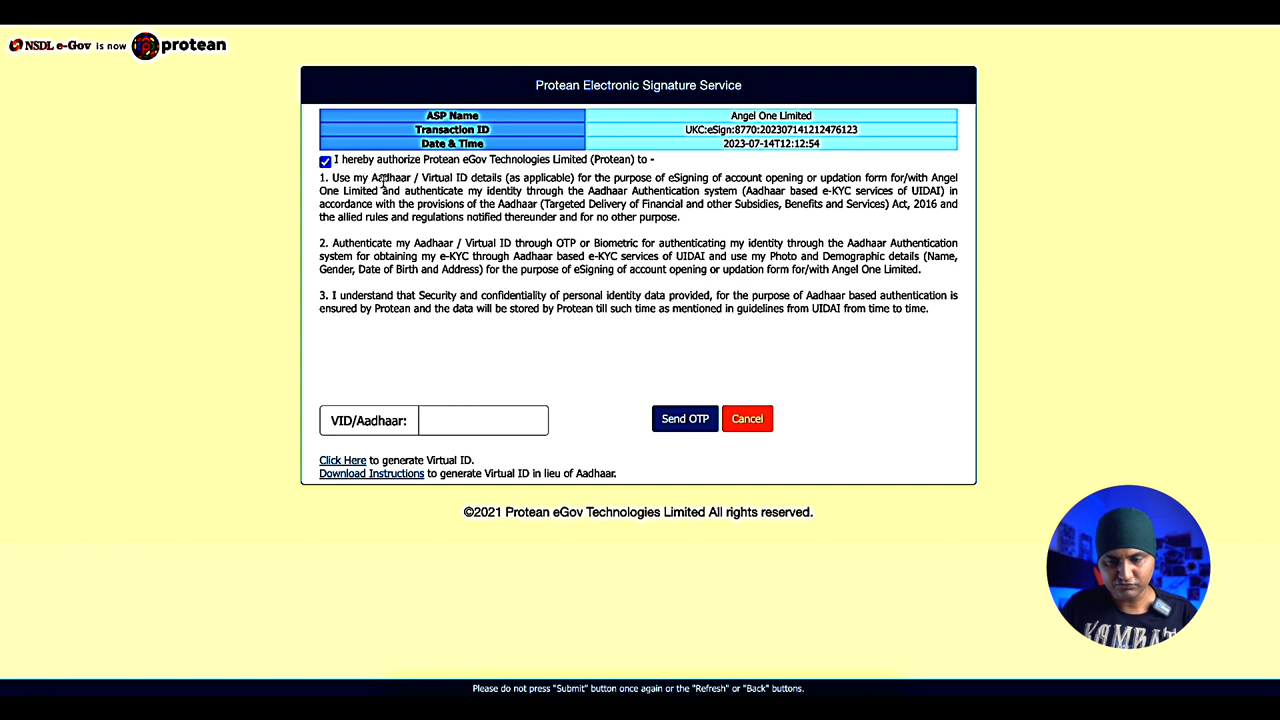 NSDL e-Gov is now protean
Protean Electronic Signature Service
ASP Name Angel One Limited
Transaction ID UKC:eSign:8770:202307141212476123
Date & Time 2023-07-14T12:12:54
I hereby authorize Protean eGov Technologies Limited (Protean) to -
1. Use my Aadhaar / Virtual ID details (as applicable) for the purpose of eSigning of account opening or updation form for/with Angel
One Limited and authenticate my identity through the Aadhaar Authentication system (Aadhaar based e-KYC services of UIDAI) in
accordance with the provisions of the Aadhaar (Targeted Delivery of Financial and other Subsidies, Benefits and Services) Act, 2016 and
the allied rules and regulations notified thereunder and for no other purpose.
2. Authenticate my Aadhaar / Virtual ID through OTP or Biometric for authenticating my identity through the Aadhaar Authentication
system for obtaining my e-KYC through Aadhaar based e-KYC services of UIDAI and use my Photo and Demographic details (Name,
Gender, Date of Birth and Address) for the purpose of eSigning of account opening or updation form for/with Angel One Limited.
3. I understand that Security and confidentiality of personal identity data provided, for the purpose of Aadhaar based authentication is
ensured by Protean and the data will be stored by Protean till such time as mentioned in guidelines from UIDAI from time to time.
VID/Aadhaar: Send OTP Cancel
Click Here to generate Virtual ID.
Download Instructions to generate Virtual ID in lieu of Aadhaar.
©2021 Protean eGov Technologies Limited All rights reserved.
KOMBAT
Please do not press "Submit" button once again or the "Refresh" or "Back" buttons.